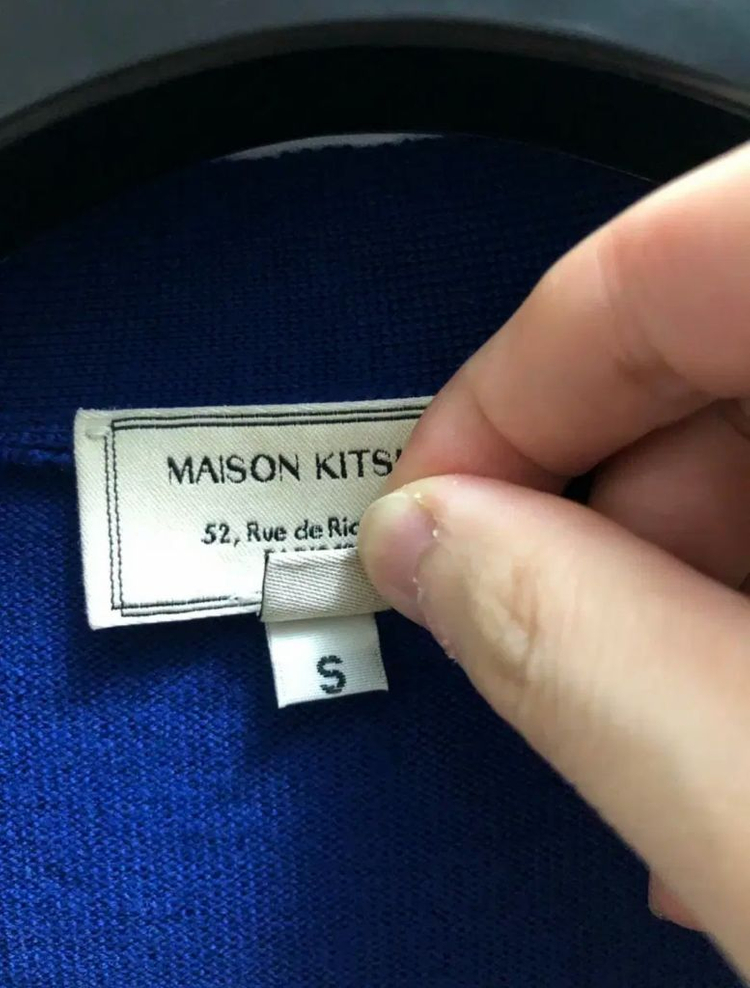 MAISON KITS
52, Rue de Ric
S